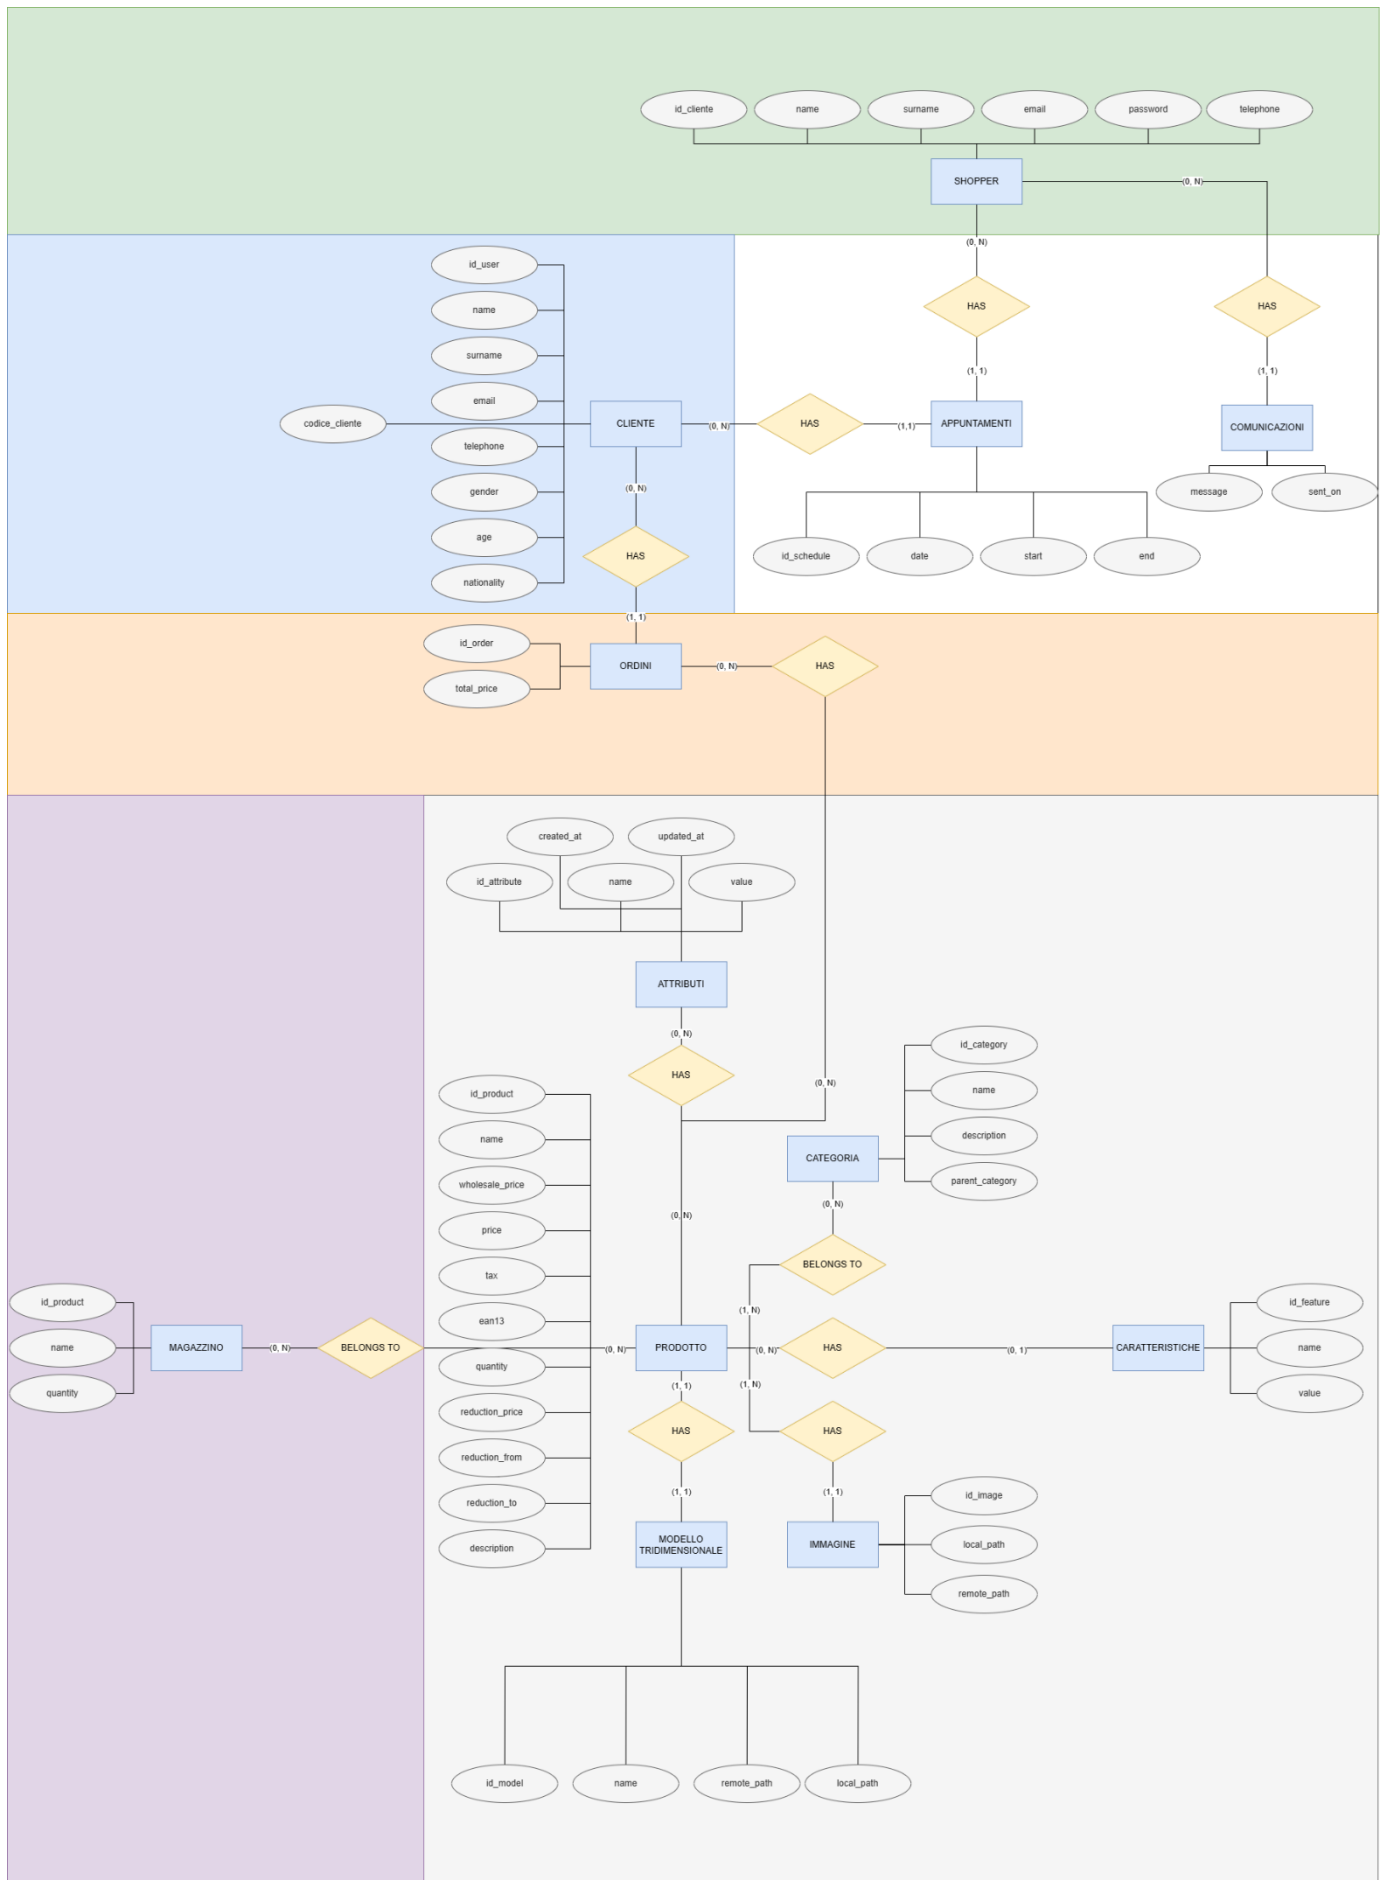 id_cliente
name
surname
email
password
telephone
SHOPPER
(0, N)
(0, N)
HAS
HAS
(1, 1)
(1, 1)
id_user
name
surname
email
codice_cliente
telephone
gender
age
nationality
CLIENTE
(0, N)
HAS
(1,1)
APPUNTAMENTI
COMUNICAZIONI
message
sent_on
(0, N)
HAS
id_schedule
date
start
end
(1, 1)
id_order
total_price
ORDINI
(0, N)
HAS
created_at
updated_at
id_attribute
name
value
ATTRIBUTI
(0, N)
HAS
(0, N)
id_product
name
wholesale_price
price
tax
ean13
quantity
reduction_price
reduction_from
reduction_to
description
CATEGORIA
id_category
name
description
parent_category
(0, N)
(0, N)
BELONGS TO
(1, N)
id_product
name
quantity
MAGAZZINO
(0, N)
BELONGS TO
(0, N)
PRODOTTO
(0, N)
HAS
(0, 1)
CARATTERISTICHE
id_feature
name
value
(1, 1)
(1, N)
HAS
HAS
(1, 1)
(1, 1)
MODELLO
TRIDIMENSIONALE
IMMAGINE
id_image
local_path
remote_path
id_model
name
remote_path
local_path